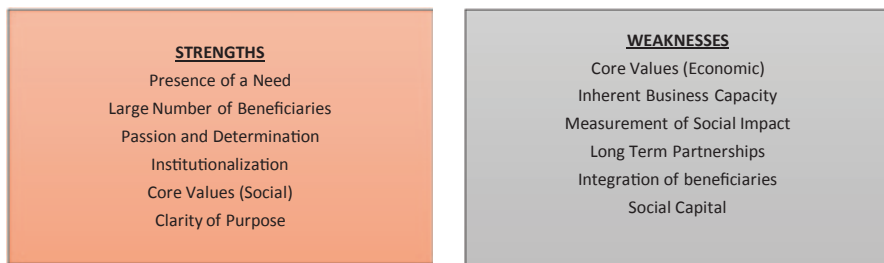 STRENGTHS
Presence of a Need
Large Number of Beneficiaries
Passion and Determination
Institutionalization
Core Values (Social)
Clarity of Purpose
WEAKNESSES
Core Values (Economic)
Inherent Business Capacity
Measurement of Social Impact
Long Term Partnerships
Integration of beneficiaries
Social Capital